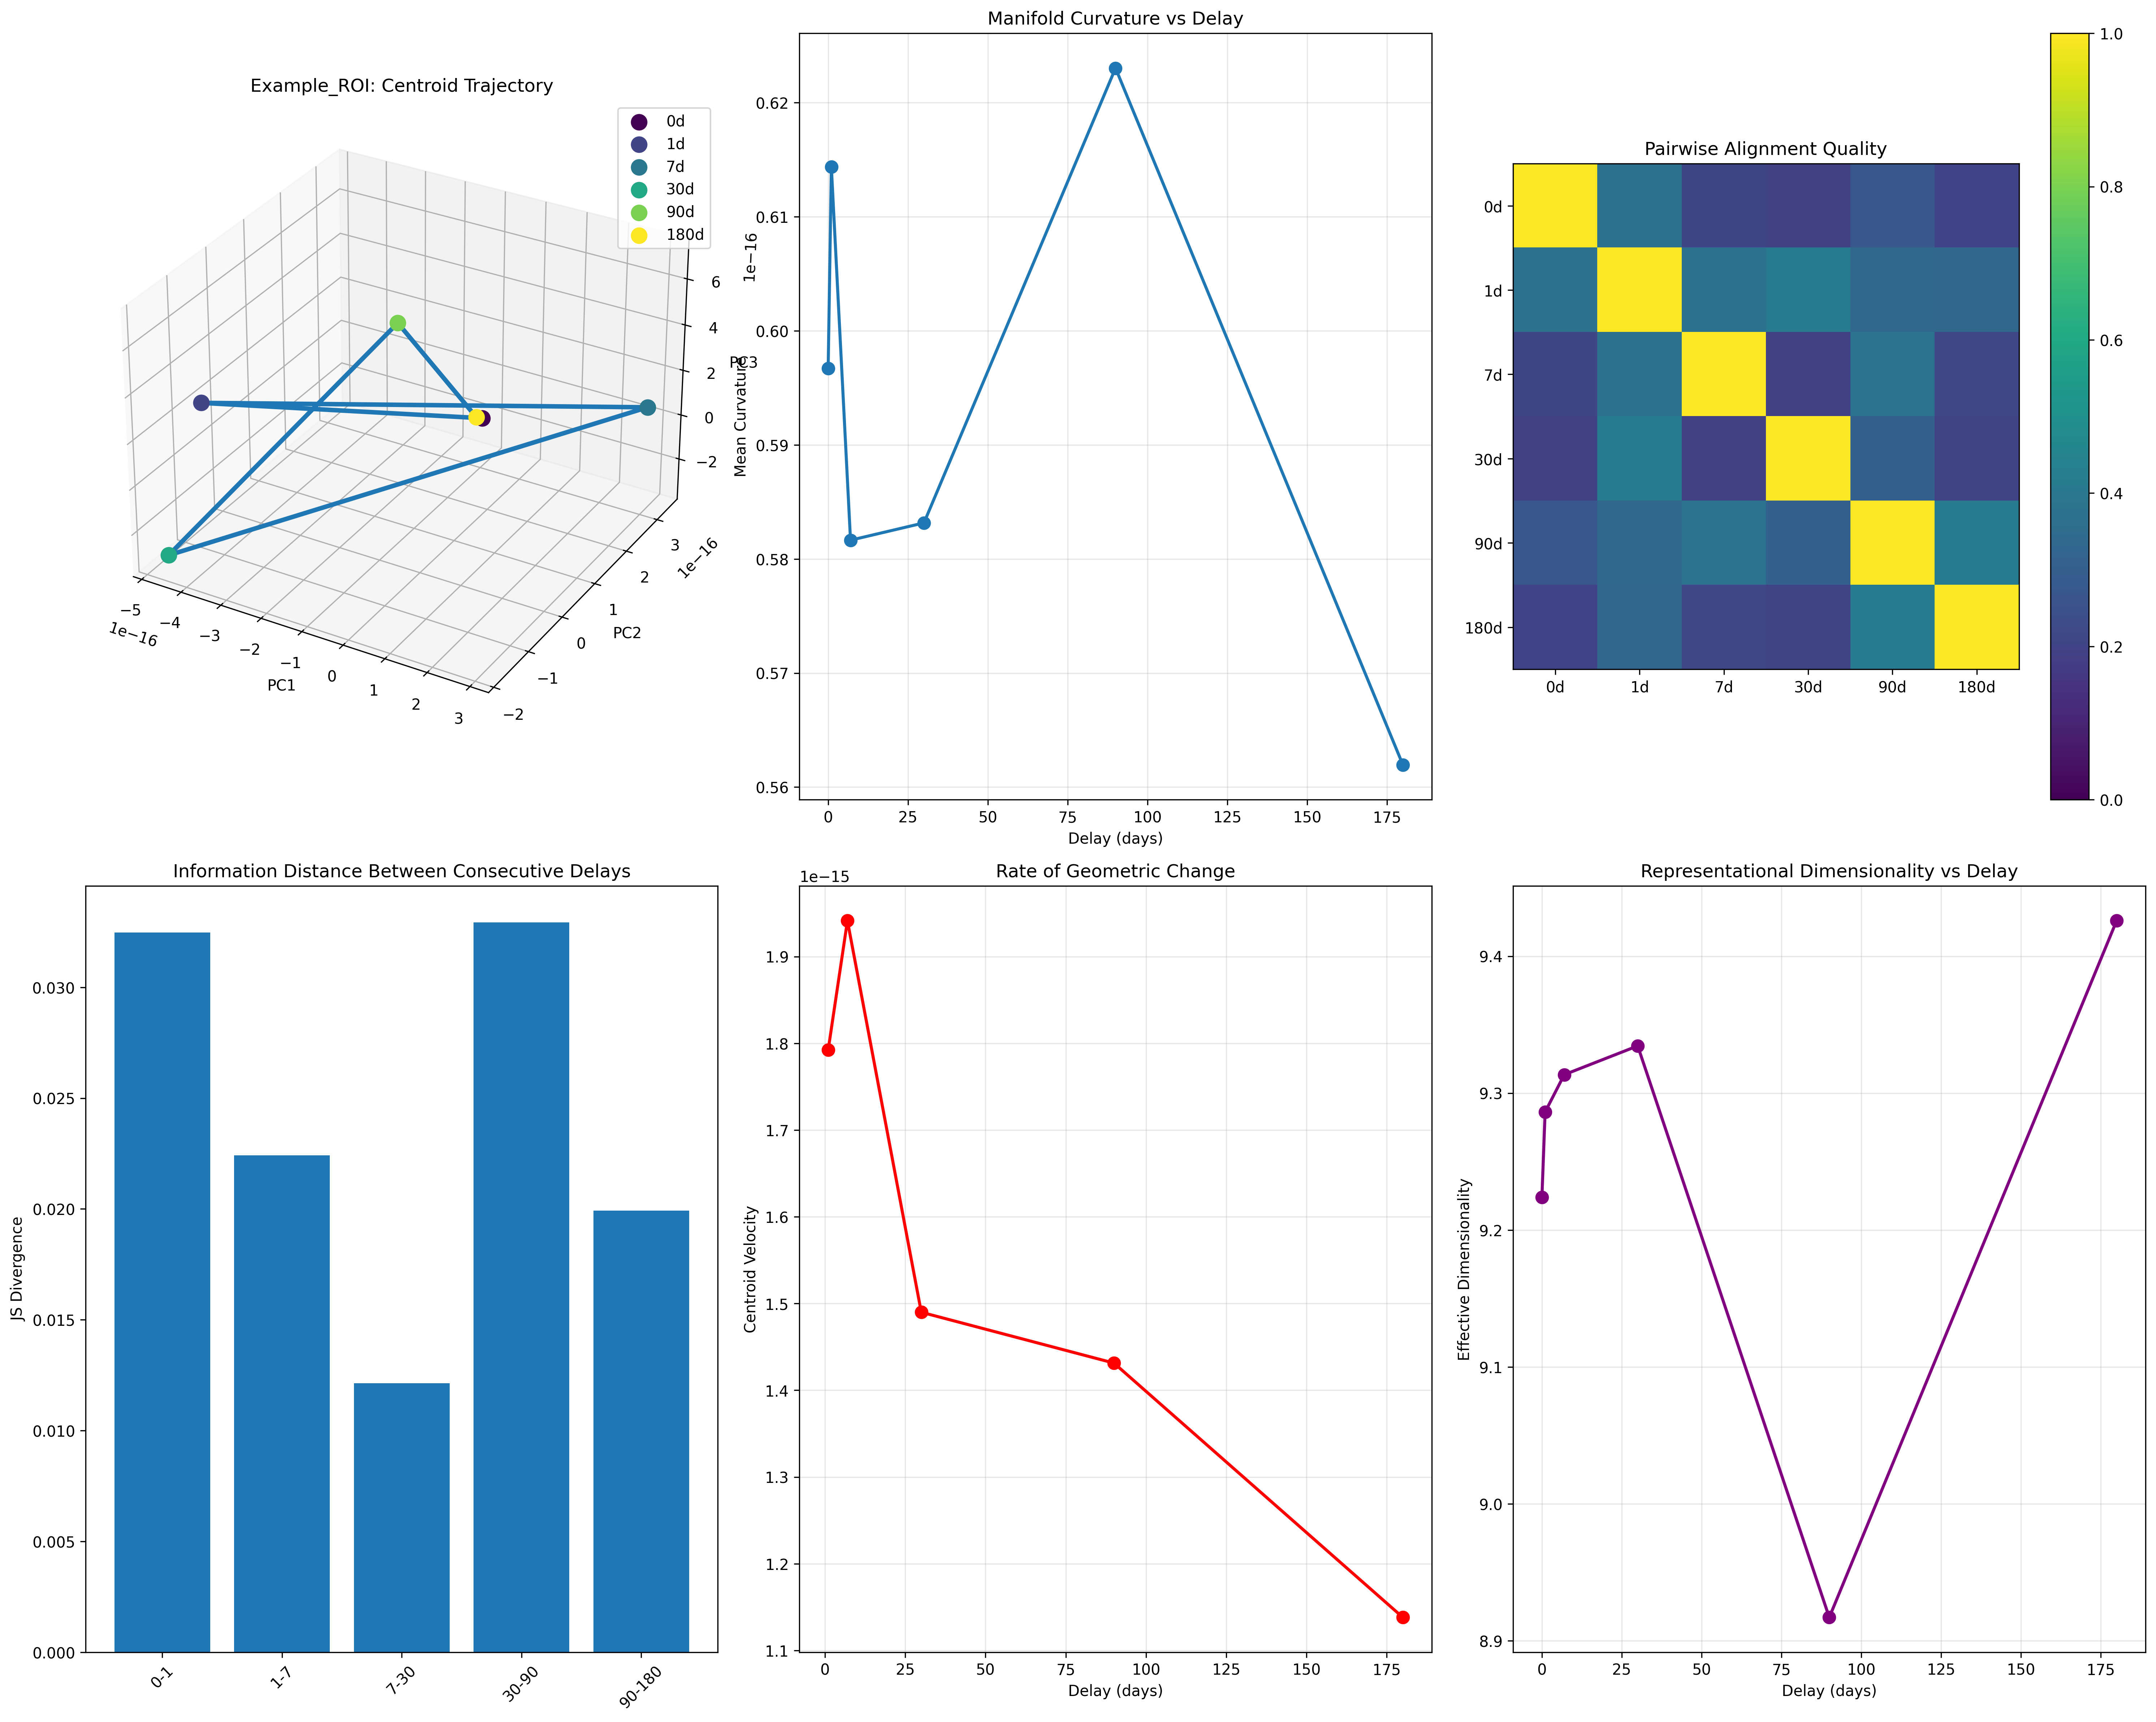 Example_ROI: Centroid Trajectory
0d
1d
7d
30d
90d
180d
6
4
2
0
−2
1e−16
PC3
3
2
1
0
−1
−2
1e−16
PC2
−5
−4
−3
−2
−1
0
1
2
3
1e−16
PC1
Manifold Curvature vs Delay
0.62
0.61
0.60
0.59
0.58
0.57
0.56
Mean Curvature
0
25
50
75
100
125
150
175
Delay (days)
Pairwise Alignment Quality
0d
1d
7d
30d
90d
180d
0d
1d
7d
30d
90d
180d
1.0
0.8
0.6
0.4
0.2
0.0
Information Distance Between Consecutive Delays
0.030
0.025
0.020
0.015
0.010
0.005
0.000
JS Divergence
0-1
1-7
7-30
30-90
90-180
Rate of Geometric Change
1e−15
1.9
1.8
1.7
1.6
1.5
1.4
1.3
1.2
1.1
Centroid Velocity
0
25
50
75
100
125
150
175
Delay (days)
Representational Dimensionality vs Delay
9.4
9.3
9.2
9.1
9.0
8.9
Effective Dimensionality
0
25
50
75
100
125
150
175
Delay (days)